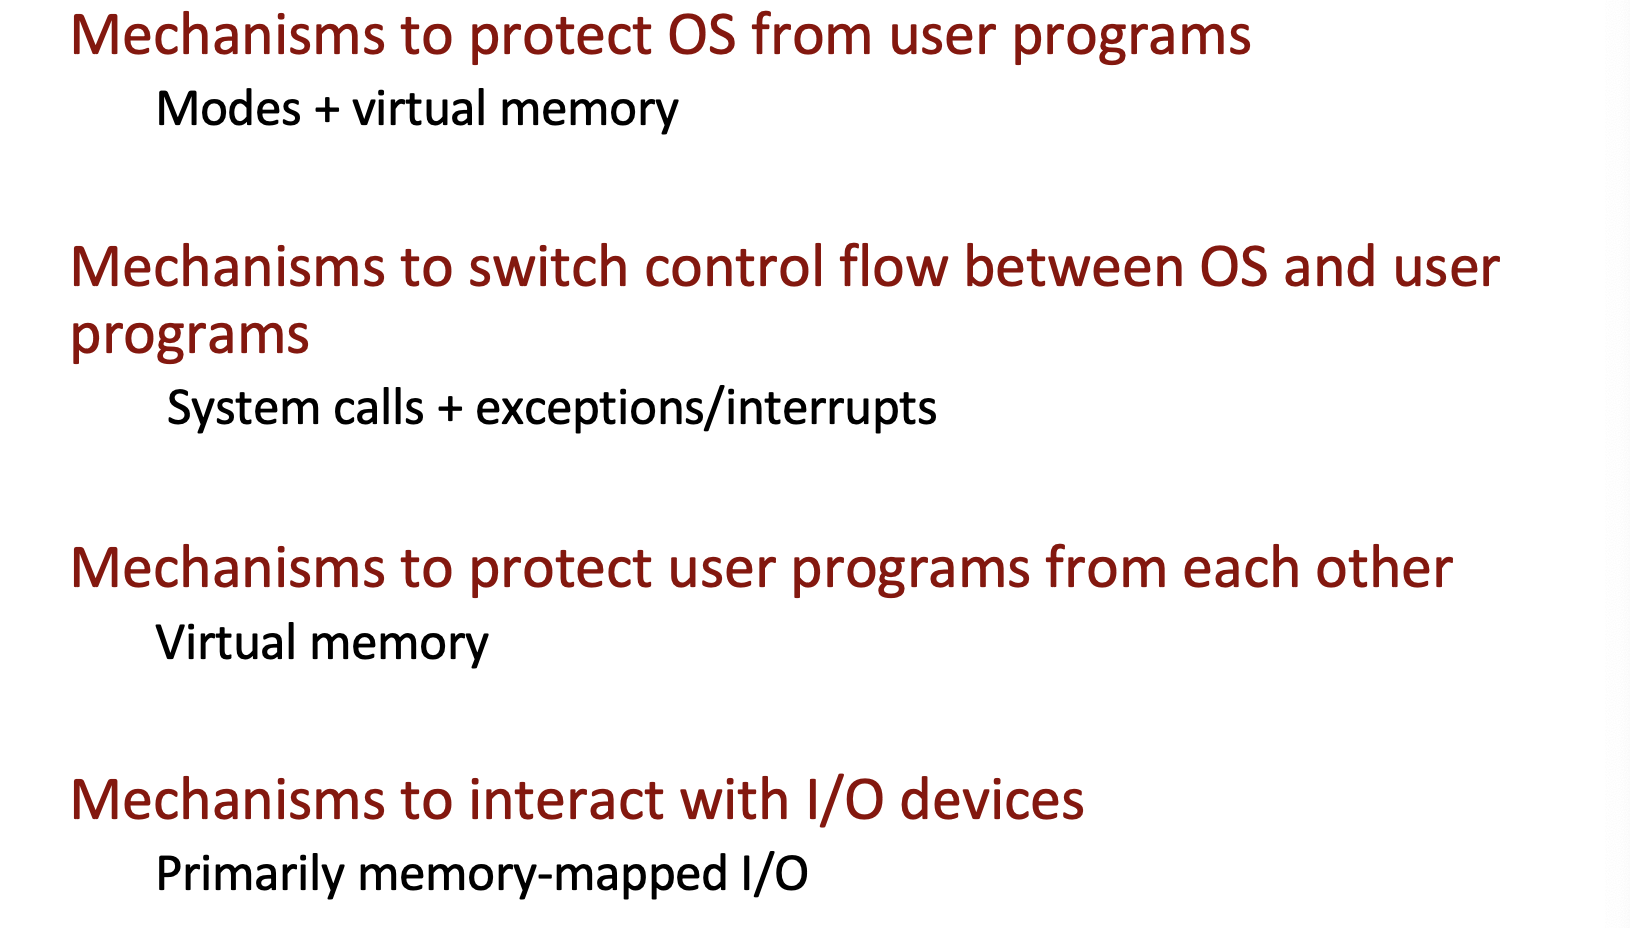 Mechanisms to protect OS from user programs
Modes + virtual memory
Mechanisms to switch control flow between OS and user
programs
System calls + exceptions/interrupts
Mechanisms to protect user programs from each other
Virtual memory
Mechanisms to interact with I/O devices
Primarily memory-mapped I/O